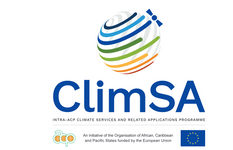 ClimSA
INTRA-ACP CLIMATE SERVICES AND RELATED APPLICATIONS PROGRAMME
An initiative of the Organisation of African, Caribbean
and Pacific States funded by the European Union